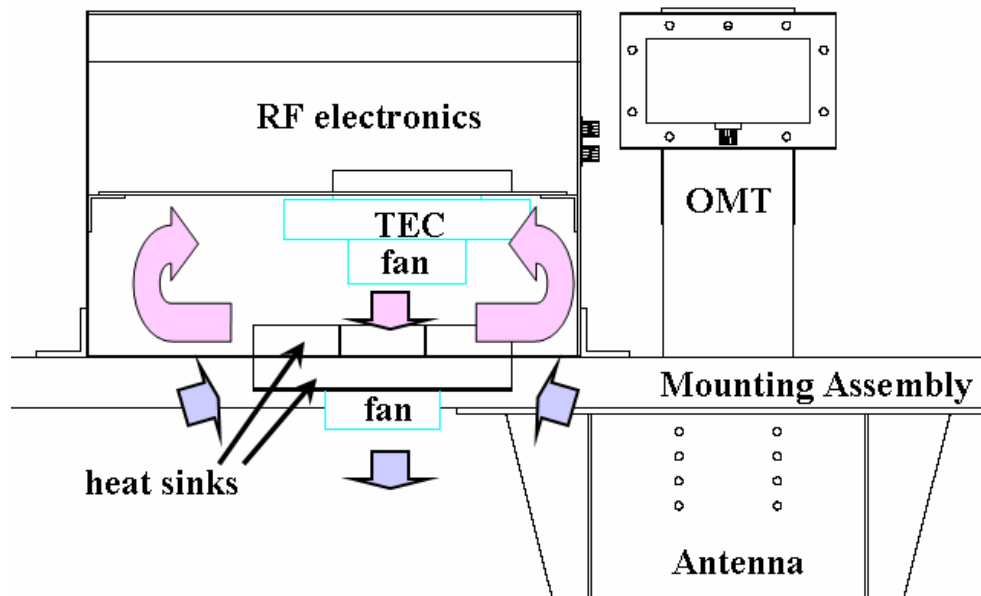 RF electronics
OMT
TEC
fan
Mounting Assembly
fan
heat sinks
Antenna